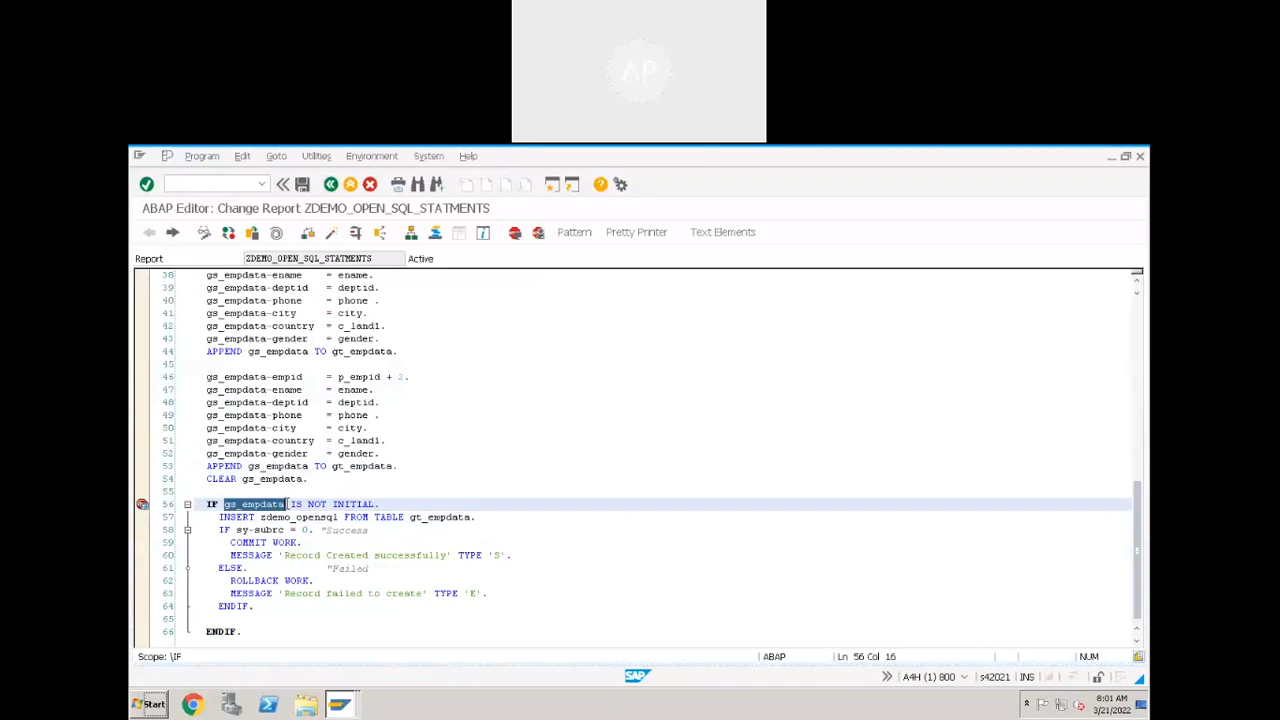 AP
Program Edit Goto Utilities Environment System Help
ABAP Editor: Change Report ZDEMO_OPEN_SQL_STATMENTS
Pattern Pretty Printer Text Elements
Report ZDEMO_OPEN_SQL_STATMENTS Active
38 gs_empdata-ename = ename.
39 gs_empdata-deptid = deptid.
40 gs_empdata-phone = phone .
41 gs_empdata-city = city.
42 gs_empdata-country = c_land1.
43 gs_empdata-gender = gender.
44 APPEND gs_empdata TO gt_empdata.
45
46 gs_empdata-empid = p_empid + 2.
47 gs_empdata-ename = ename.
48 gs_empdata-deptid = deptid.
49 gs_empdata-phone = phone .
50 gs_empdata-city = city.
51 gs_empdata-country = c_land1.
52 gs_empdata-gender = gender.
53 APPEND gs_empdata TO gt_empdata.
54 CLEAR gs_empdata.
55
56 IF gs_empdata IS NOT INITIAL.
57 INSERT zdemo_opensql FROM TABLE gt_empdata.
58 IF sy-subrc = 0. "Success
59 COMMIT WORK.
60 MESSAGE 'Record Created successfully' TYPE 'S'.
61 ELSE. "Failed
62 ROLLBACK WORK.
63 MESSAGE 'Record failed to create' TYPE 'E'.
64 ENDIF.
65
66 ENDIF.
Scope: \IF ABAP Ln 56 Col 16 NUM
SAP A4H (1) 800 s42021 INS
Start 8:01 AM
3/21/2022